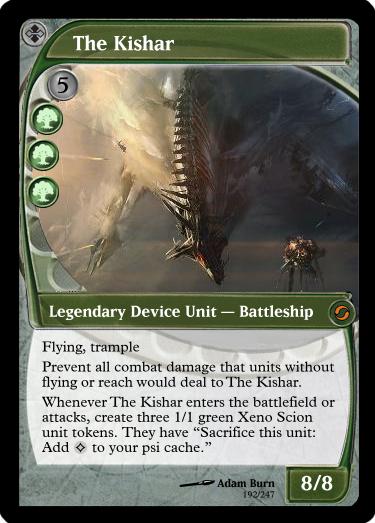 The Kishar
5
Legendary Device Unit — Battleship
Flying, trample
Prevent all combat damage that units without
flying or reach would deal to The Kishar.
Whenever The Kishar enters the battlefield or
attacks, create three 1/1 green Xeno Scion
unit tokens. They have “Sacrifice this unit:
Add to your psi cache.”
Adam Burn
192/247
8/8